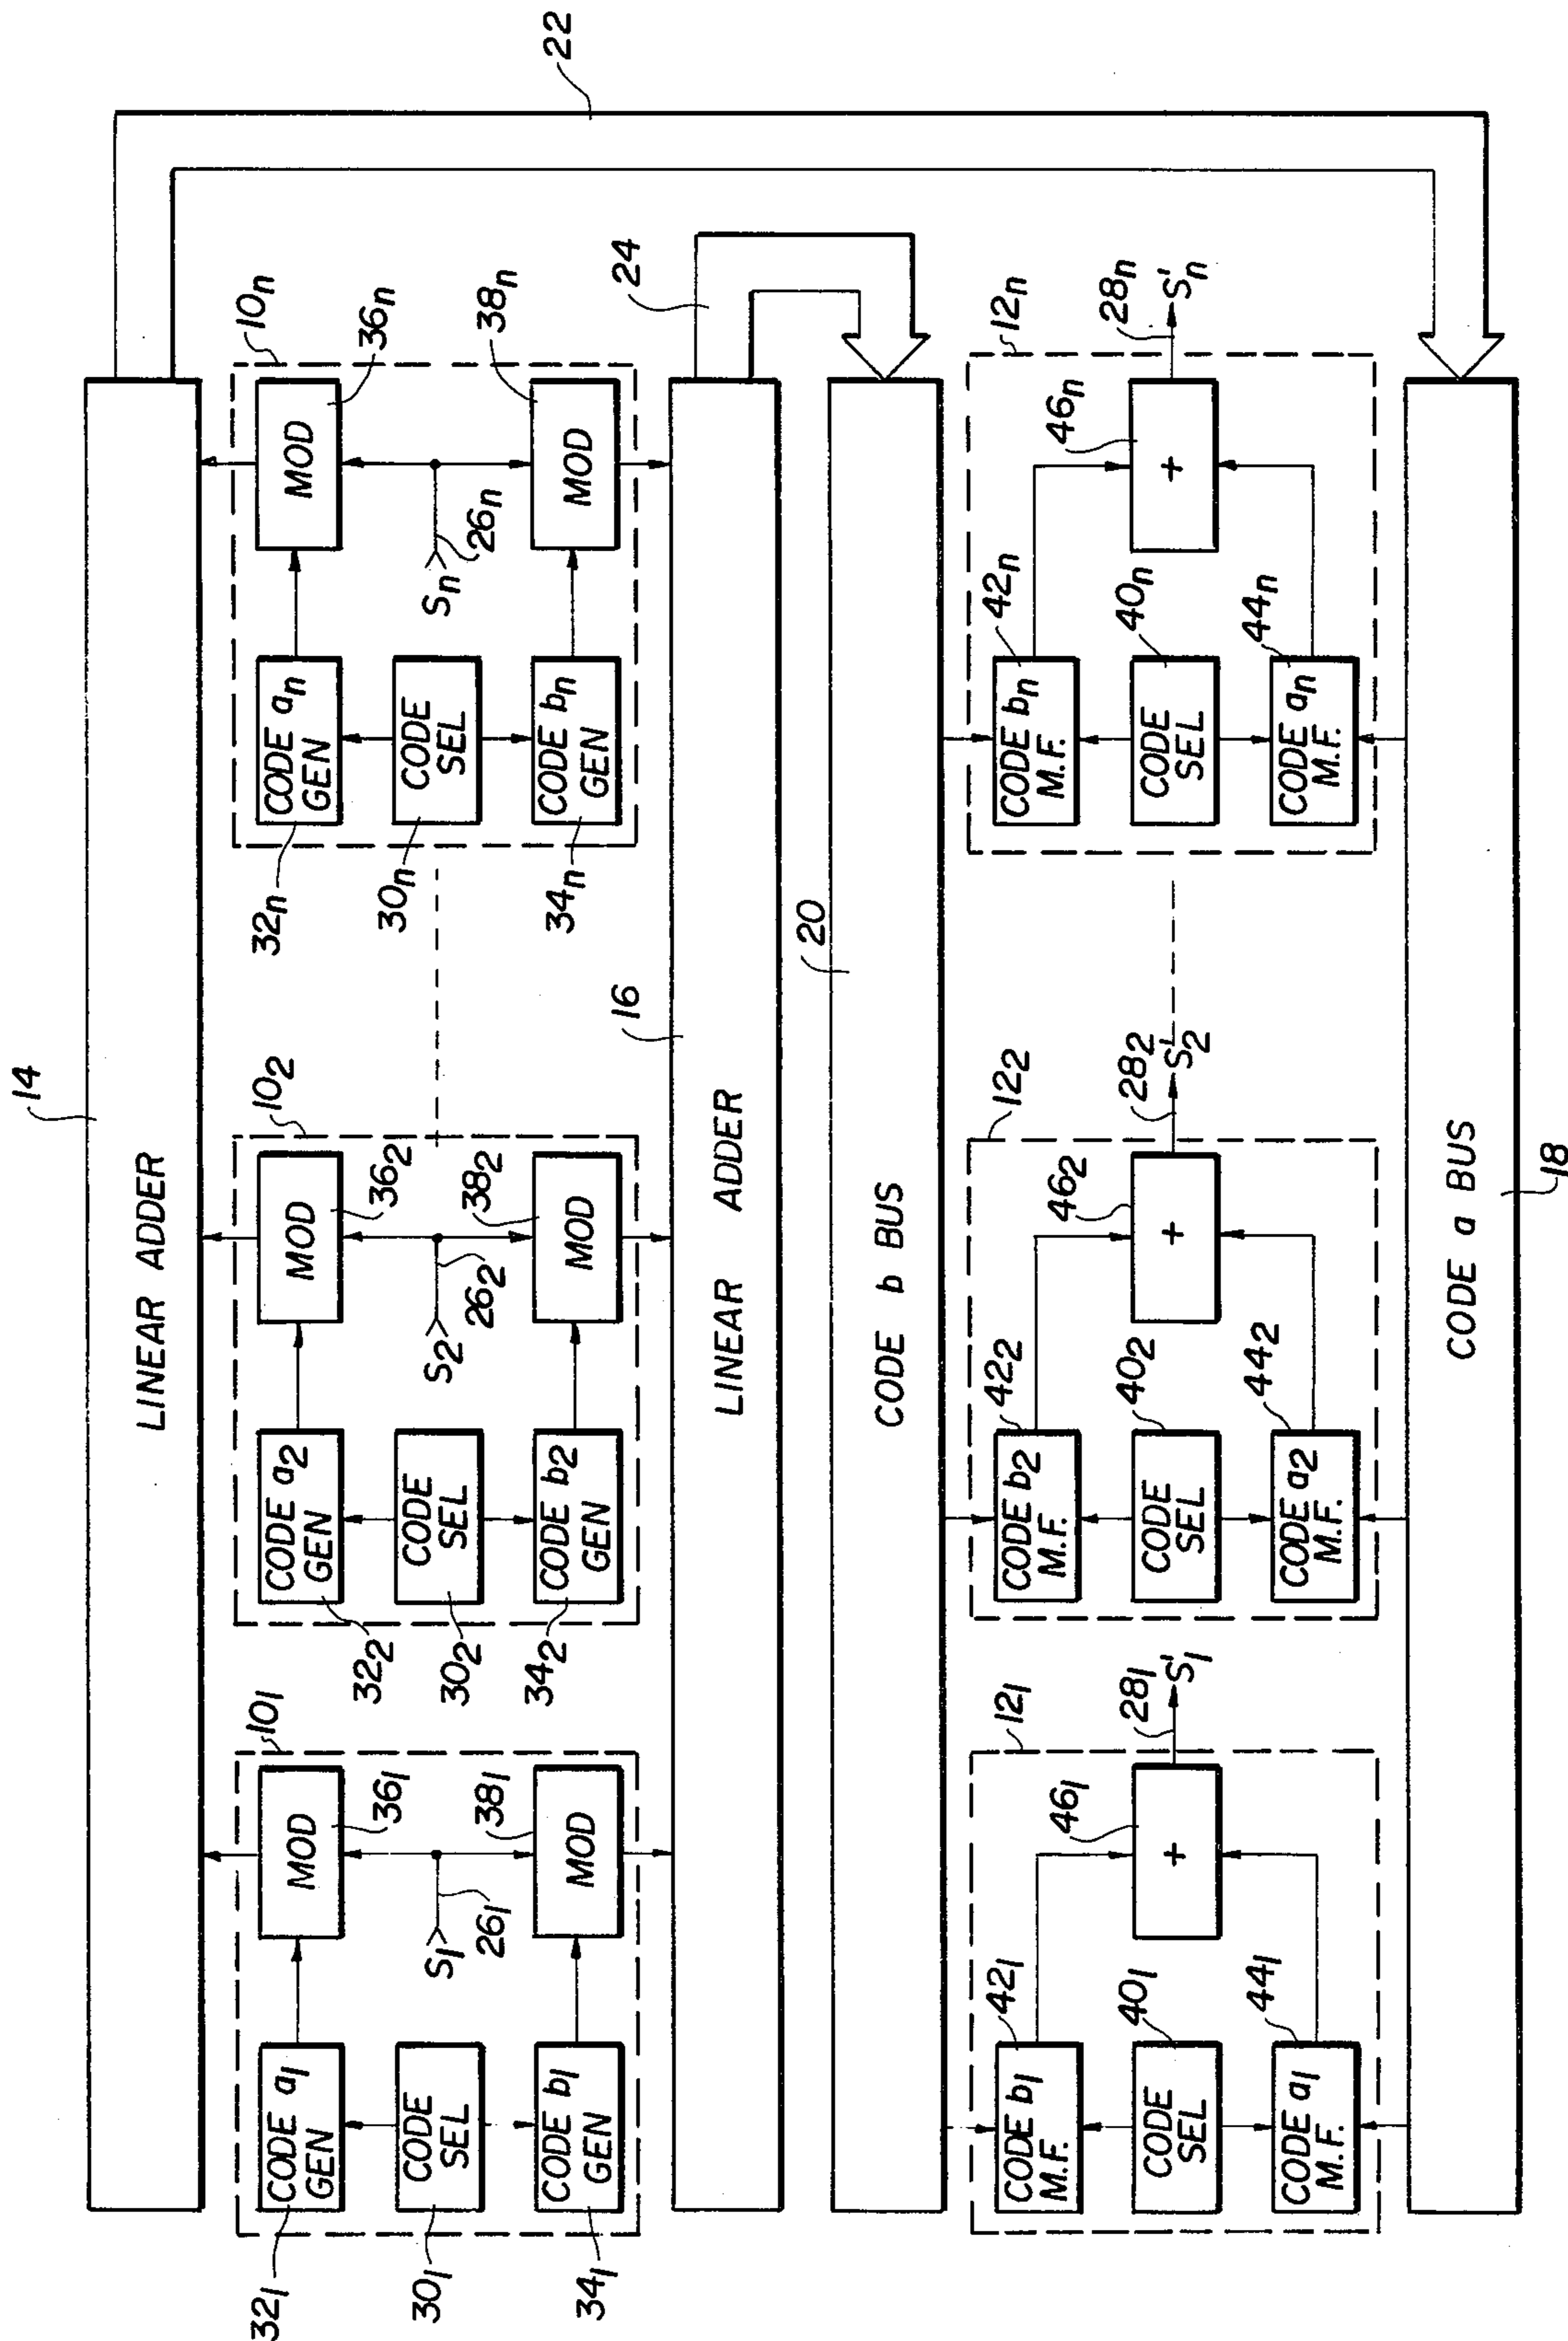 14
LINEAR ADDER
22
32₁
CODE a₁
GEN
MOD
36₁
10₁
30₁
CODE
SEL
S₁
26₁
34₁
CODE b₁
GEN
MOD
38₁
32₂
CODE a₂
GEN
MOD
36₂
10₂
30₂
CODE
SEL
S₂
26₂
34₂
CODE b₂
GEN
MOD
38₂
32n
CODE an
GEN
MOD
36n
10n
30n
CODE
SEL
Sn
26n
34n
CODE bn
GEN
MOD
38n
16
LINEAR ADDER
24
20
CODE b BUS
CODE b₁
M.F.
42₁
CODE
SEL
40₁
CODE a₁
M.F.
44₁
+
46₁
12₁
28₁
S'₁
CODE b₂
M.F.
42₂
CODE
SEL
40₂
CODE a₂
M.F.
44₂
+
46₂
12₂
28₂
S'₂
CODE bn
M.F.
42n
CODE
SEL
40n
CODE an
M.F.
44n
+
46n
12n
28n
S'n
CODE a BUS
18